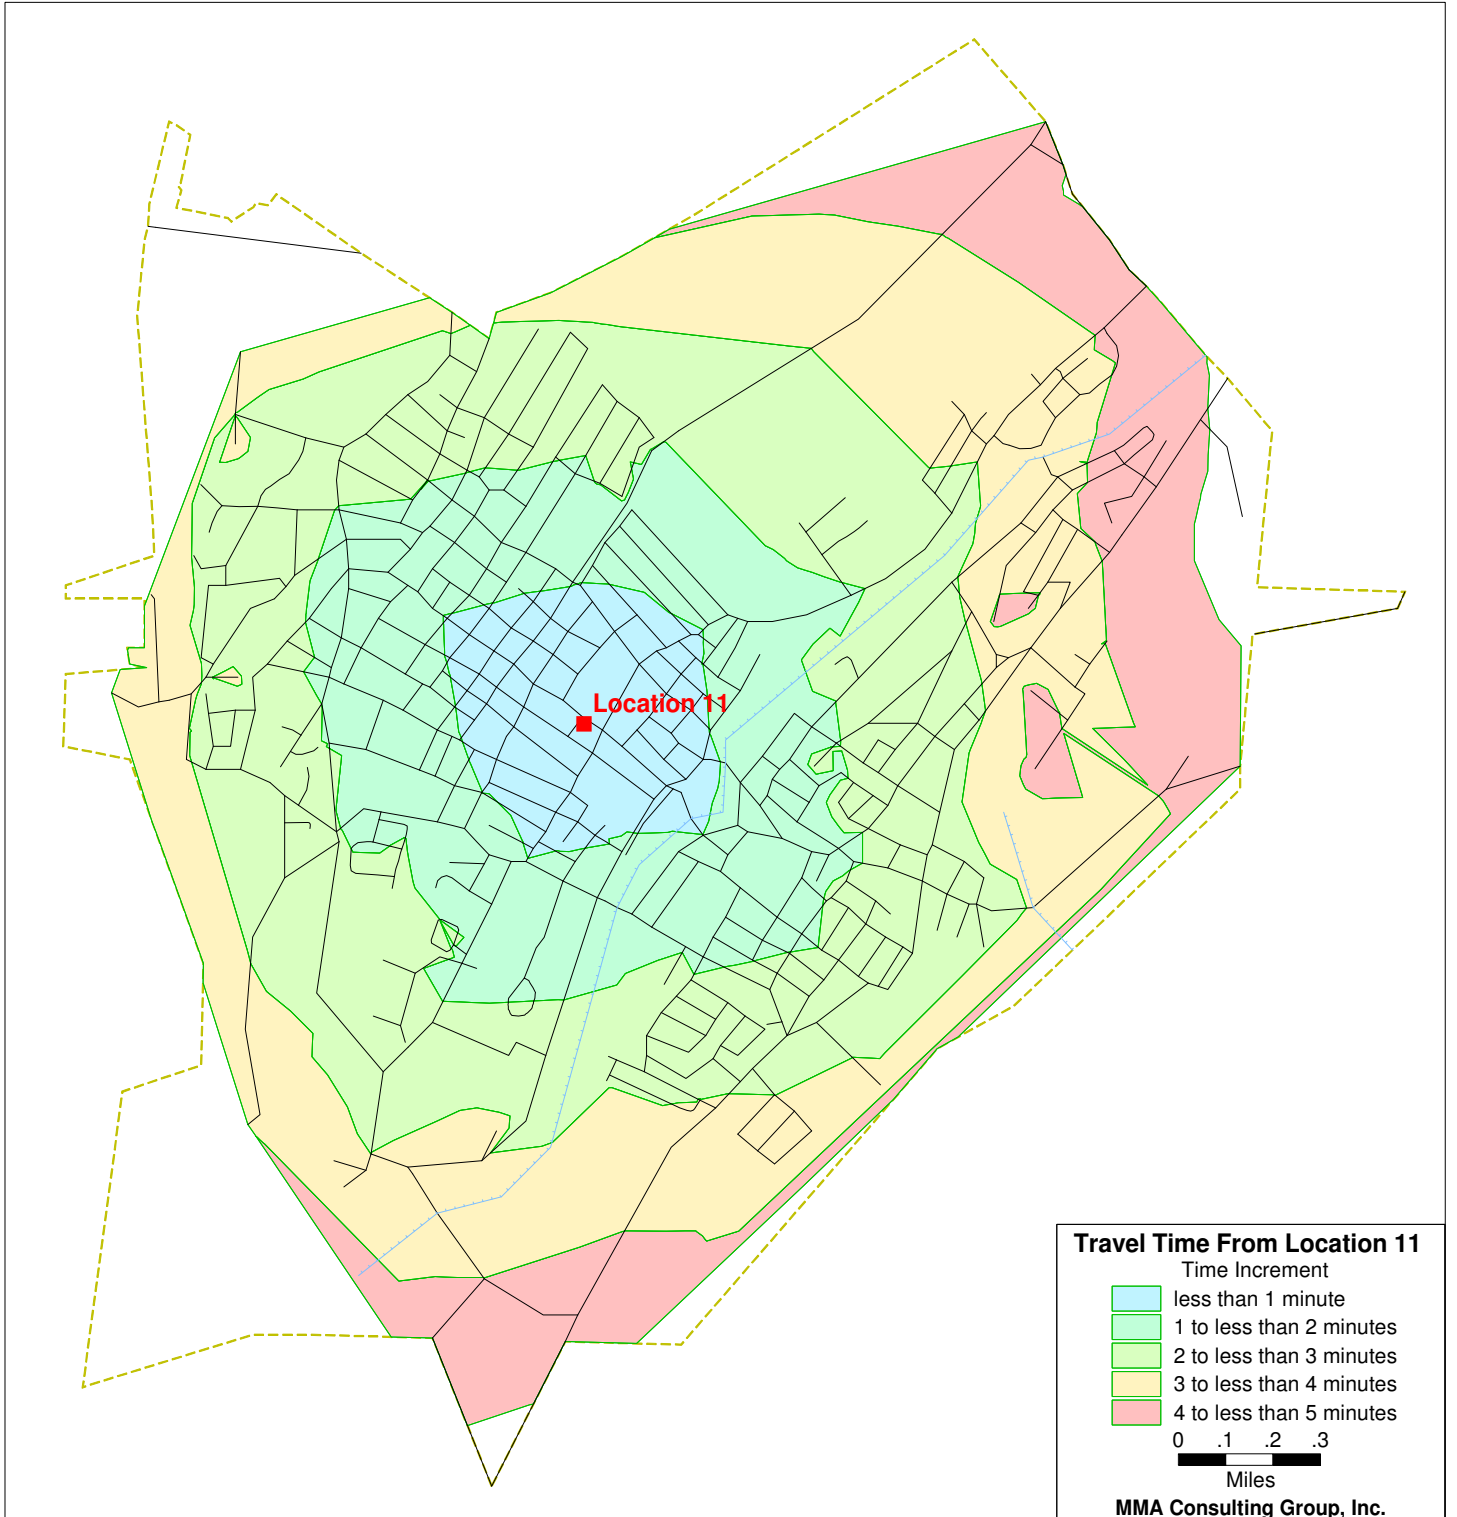 Location 11
Travel Time From Location 11
Time Increment
less than 1 minute
1 to less than 2 minutes
2 to less than 3 minutes
3 to less than 4 minutes
4 to less than 5 minutes
0 .1 .2 .3
Miles
MMA Consulting Group, Inc.